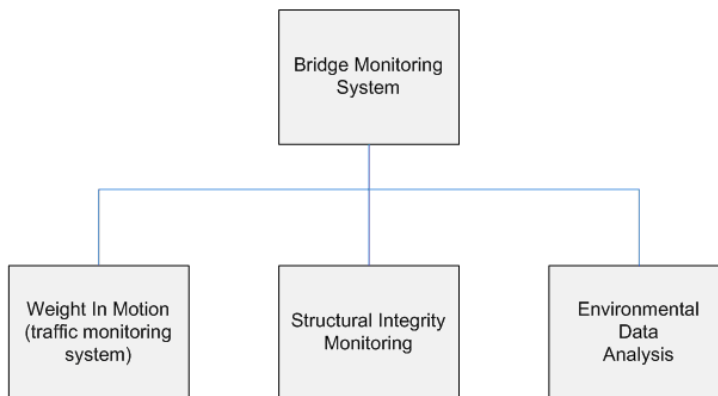 Bridge Monitoring
System
Weight In Motion
(traffic monitoring
system)
Structural Integrity
Monitoring
Environmental
Data
Analysis